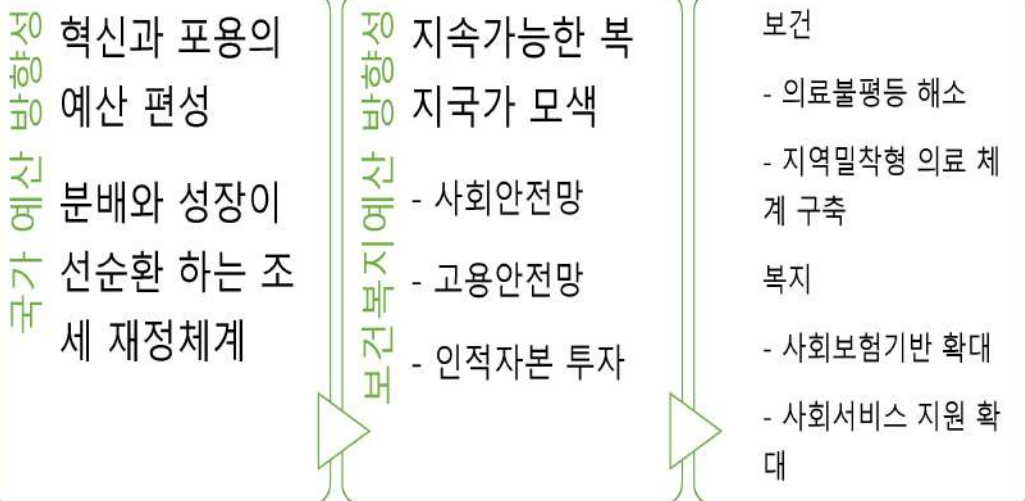 국가 예산 방향성
혁신과 포용의
예산 편성
분배와 성장이
선순환 하는 조
세 재정체계
보건복지예산 방향성
지속가능한 복
지국가 모색
- 사회안전망
- 고용안전망
- 인적자본 투자
보건
- 의료불평등 해소
- 지역밀착형 의료 체
계 구축
복지
- 사회보험기반 확대
- 사회서비스 지원 확
대